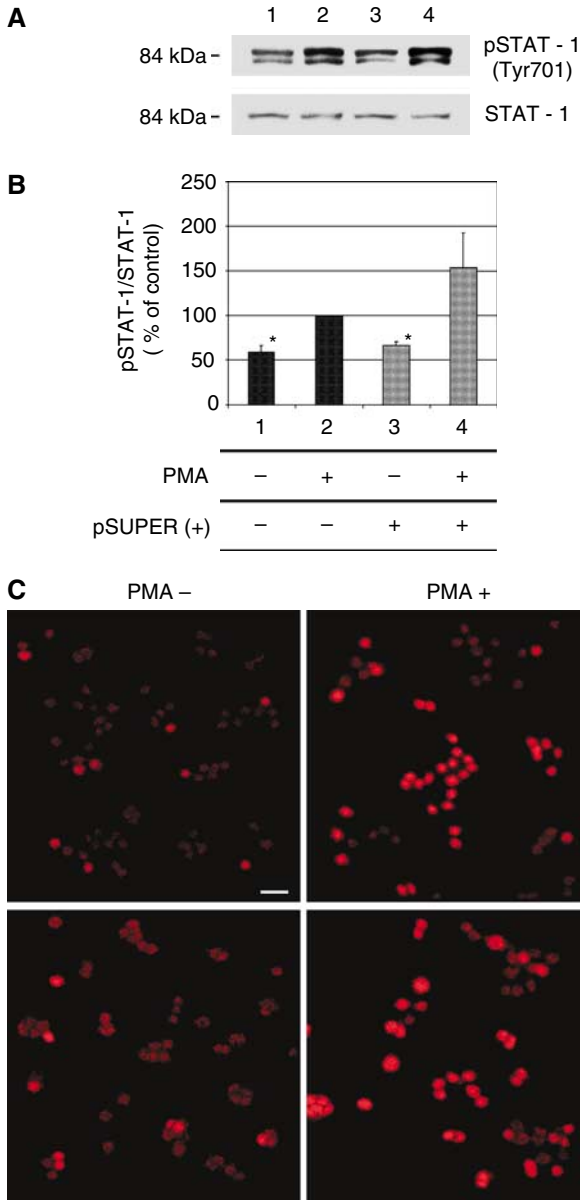 A
1 2 3 4
84 kDa –
pSTAT - 1
(Tyr701)
84 kDa –
STAT - 1
B
pSTAT-1/STAT-1
( % of control)
250
200
150
100
50
0
*
*
1 2 3 4
PMA – + – +
pSUPER (+) – – + +
C
PMA –
PMA +